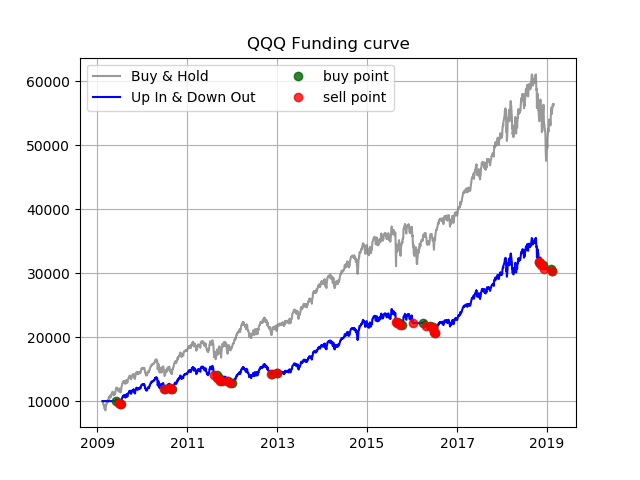 QQQ Funding curve
Buy & Hold
Up In & Down Out
buy point
sell point
60000
50000
40000
30000
20000
10000
2009 2011 2013 2015 2017 2019